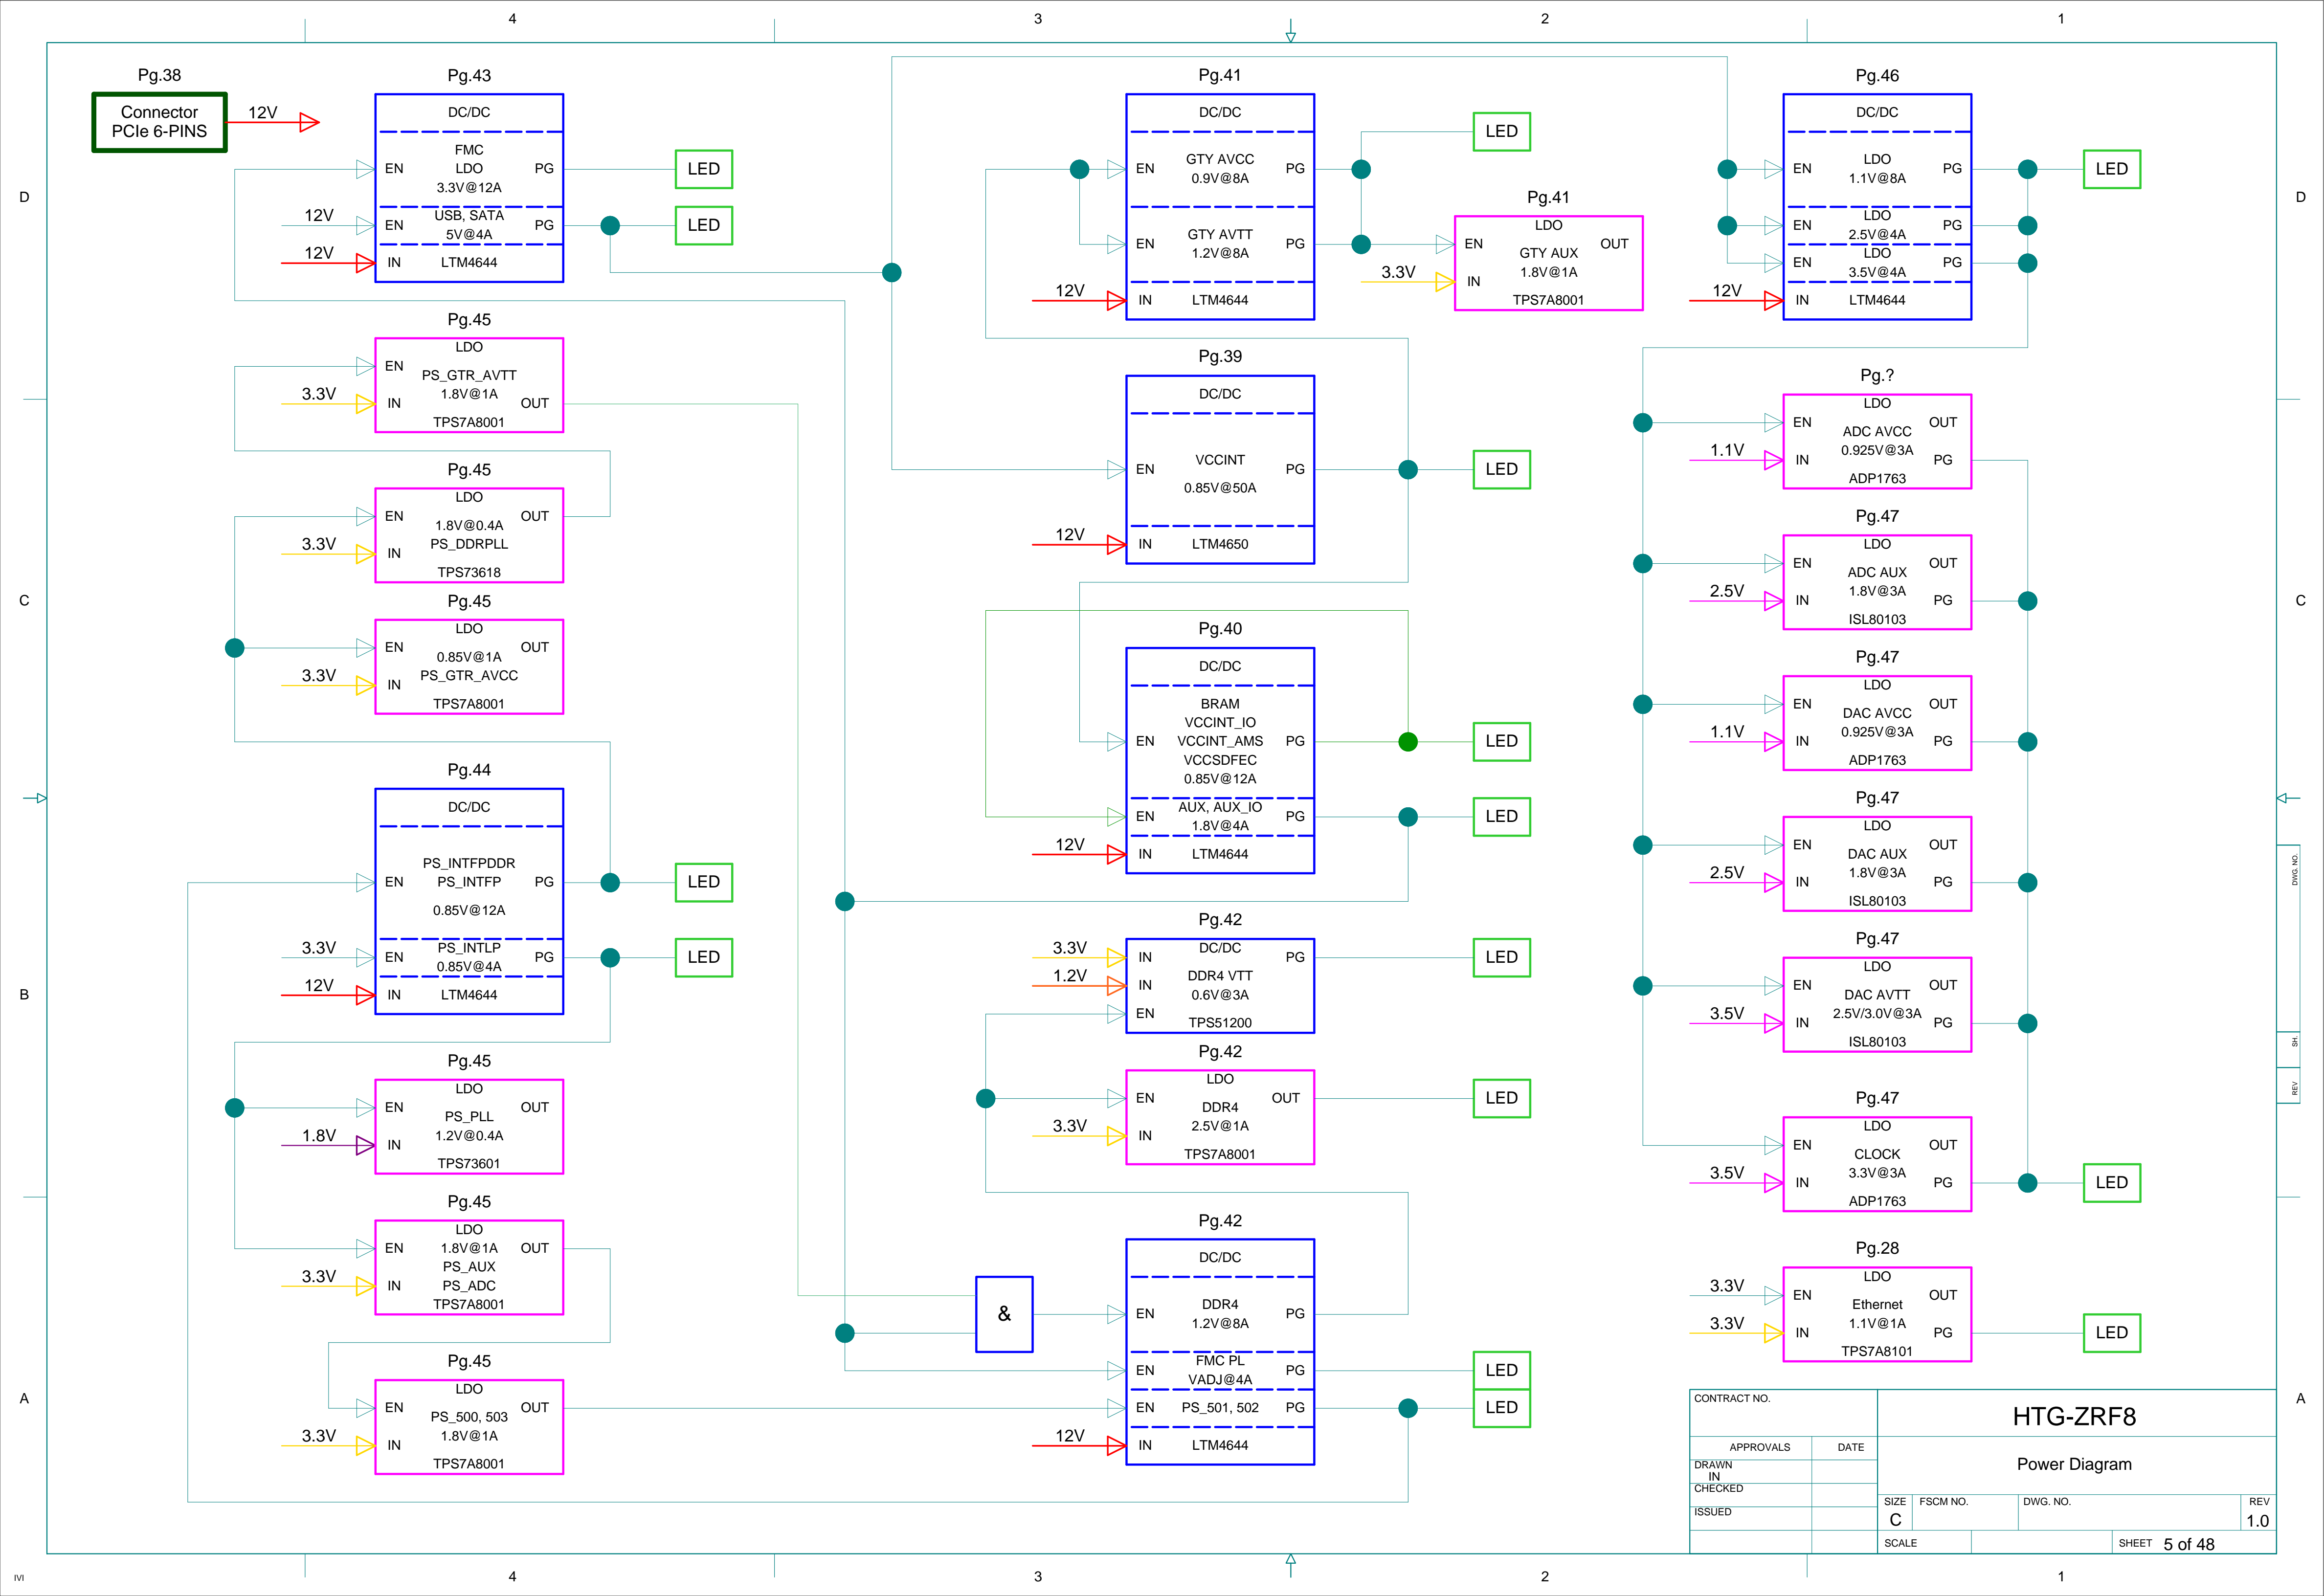 4
3
2
1
D
C
B
A
Pg.38
Connector
PCIe 6-PINS
12V
Pg.43
DC/DC
FMC
LDO
3.3V@12A
EN
PG
LED
12V
EN
USB, SATA
5V@4A
PG
LED
12V
IN
LTM4644
Pg.45
LDO
EN
PS_GTR_AVTT
1.8V@1A
3.3V
IN
OUT
TPS7A8001
Pg.45
LDO
EN
OUT
1.8V@0.4A
PS_DDRPLL
3.3V
IN
TPS73618
Pg.45
LDO
EN
OUT
0.85V@1A
PS_GTR_AVCC
3.3V
IN
TPS7A8001
Pg.44
DC/DC
PS_INTFPDDR
PS_INTFP
0.85V@12A
EN
PG
LED
3.3V
EN
PS_INTLP
0.85V@4A
PG
LED
12V
IN
LTM4644
Pg.45
LDO
EN
OUT
PS_PLL
1.2V@0.4A
1.8V
IN
TPS73601
Pg.45
LDO
EN
1.8V@1A
OUT
PS_AUX
PS_ADC
3.3V
IN
TPS7A8001
Pg.45
LDO
EN
OUT
PS_500, 503
1.8V@1A
3.3V
IN
TPS7A8001
Pg.41
DC/DC
EN
GTY AVCC
0.9V@8A
PG
LED
EN
GTY AVTT
1.2V@8A
PG
12V
IN
LTM4644
Pg.41
LDO
EN
OUT
GTY AUX
1.8V@1A
3.3V
IN
TPS7A8001
Pg.39
DC/DC
EN
VCCINT
0.85V@50A
PG
LED
12V
IN
LTM4650
Pg.40
DC/DC
BRAM
VCCINT_IO
VCCINT_AMS
VCCSDFEC
0.85V@12A
EN
PG
LED
EN
AUX, AUX_IO
1.8V@4A
PG
LED
12V
IN
LTM4644
Pg.42
DC/DC
3.3V
IN
PG
LED
1.2V
IN
DDR4 VTT
0.6V@3A
EN
TPS51200
Pg.42
LDO
EN
OUT
LED
DDR4
2.5V@1A
3.3V
IN
TPS7A8001
Pg.42
DC/DC
&
EN
DDR4
1.2V@8A
PG
EN
FMC PL
VADJ@4A
PG
LED
EN
PS_501, 502
PG
LED
12V
IN
LTM4644
Pg.46
DC/DC
EN
LDO
1.1V@8A
PG
LED
EN
LDO
2.5V@4A
PG
EN
LDO
3.5V@4A
PG
12V
IN
LTM4644
Pg.?
LDO
EN
OUT
ADC AVCC
0.925V@3A
1.1V
IN
PG
ADP1763
Pg.47
LDO
EN
OUT
ADC AUX
1.8V@3A
2.5V
IN
PG
ISL80103
Pg.47
LDO
EN
OUT
DAC AVCC
0.925V@3A
1.1V
IN
PG
ADP1763
Pg.47
LDO
EN
OUT
DAC AUX
1.8V@3A
2.5V
IN
PG
ISL80103
Pg.47
LDO
EN
OUT
DAC AVTT
2.5V/3.0V@3A
3.5V
IN
PG
ISL80103
Pg.47
LDO
EN
OUT
CLOCK
3.3V@3A
3.5V
IN
PG
LED
ADP1763
Pg.28
LDO
3.3V
EN
OUT
Ethernet
1.1V@1A
3.3V
IN
PG
LED
TPS7A8101
CONTRACT NO.
HTG-ZRF8
APPROVALS
DATE
DRAWN
IN
CHECKED
ISSUED
Power Diagram
SIZE
C
FSCM NO.
DWG. NO.
REV
1.0
SCALE
SHEET 5 of 48
DWG. NO.
SH.
REV
D
C
B
A
IVI
4
3
2
1